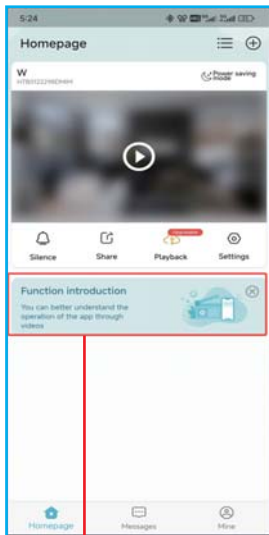 5:24
Homepage
W
Power saving
mode
Silence
Share
Playback
Settings
Function introduction
You can better understand the
operation of the app through
videos
Homepage
Messages
Mine